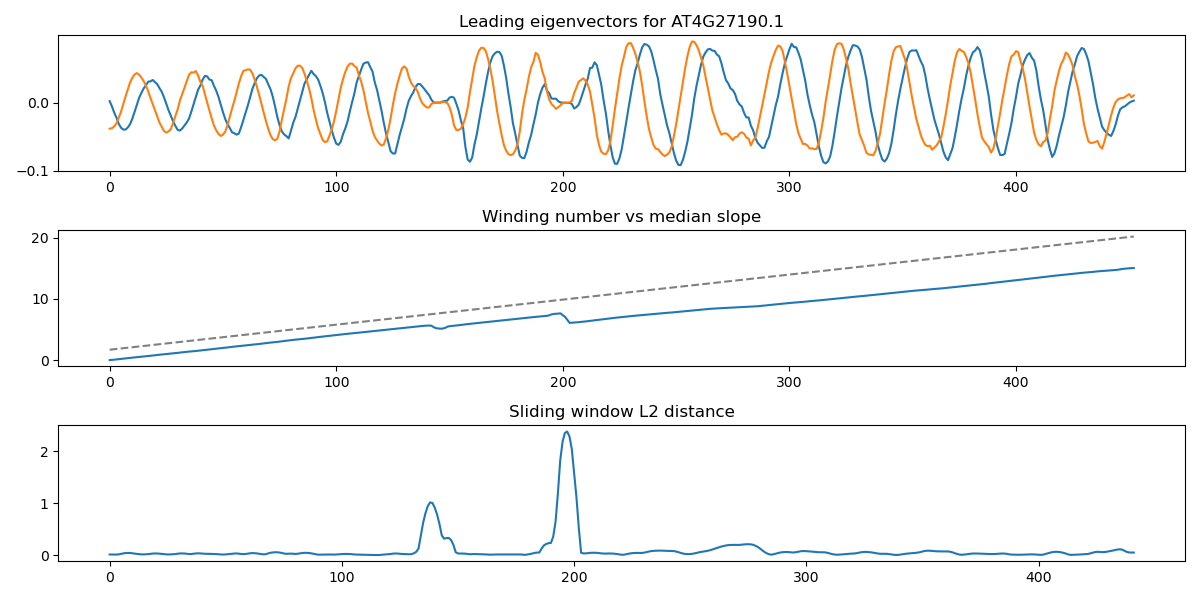 Leading eigenvectors for AT4G27190.1
0.0
−0.1
0 100 200 300 400
Winding number vs median slope
20
10
0
0 100 200 300 400
Sliding window L2 distance
2
1
0
0 100 200 300 400